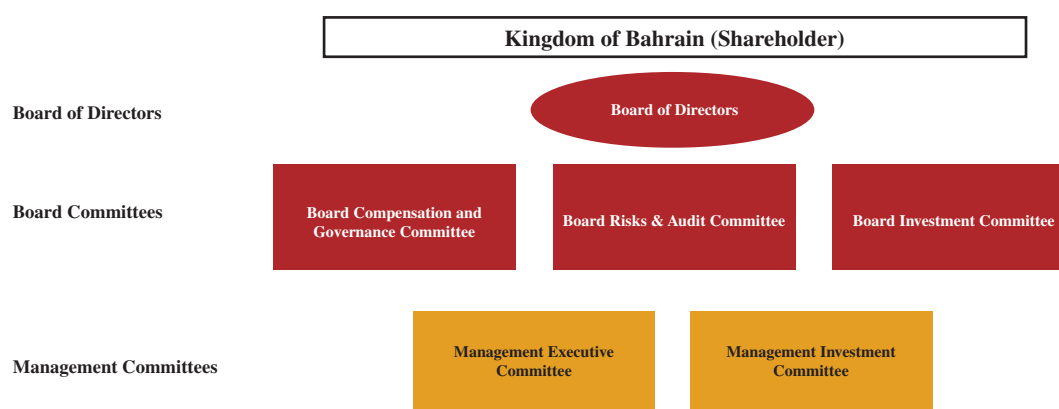 Kingdom of Bahrain (Shareholder)
Board of Directors
Board of Directors
Board Committees
Board Compensation and
Governance Committee
Board Risks & Audit Committee
Board Investment Committee
Management Committees
Management Executive
Committee
Management Investment
Committee